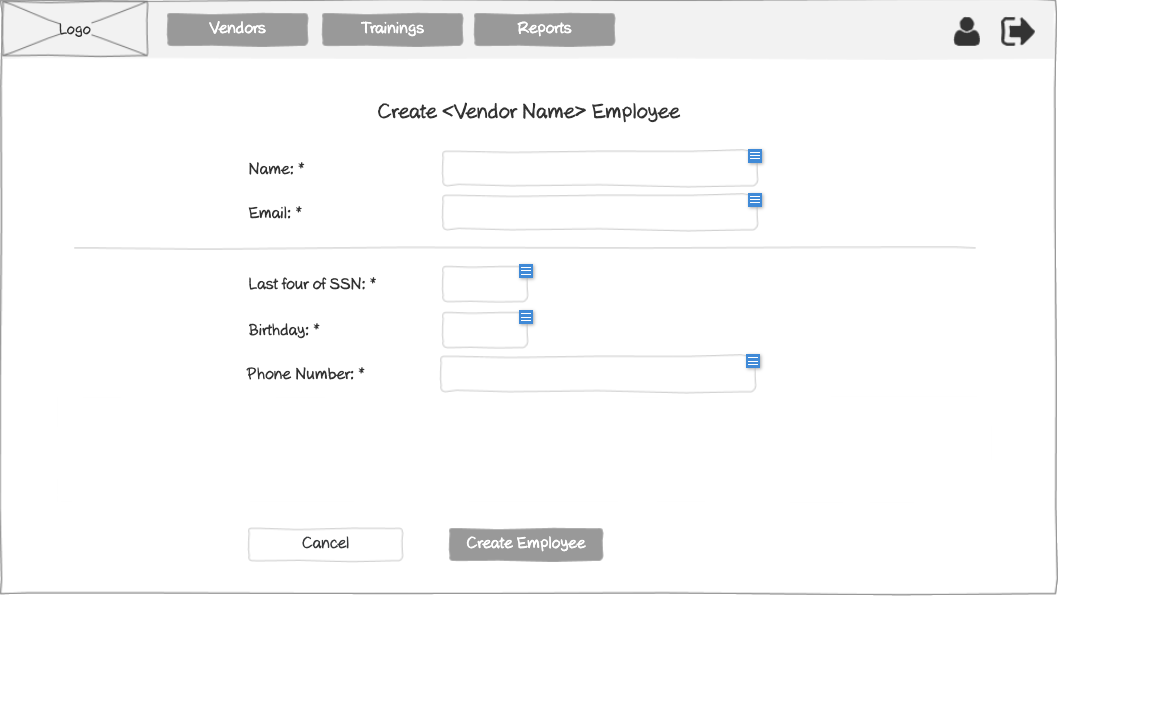 Logo
Vendors
Trainings
Reports
Create <Vendor Name> Employee
Name: *
Email: *
Last four of SSN: *
Birthday: *
Phone Number: *
Cancel
Create Employee